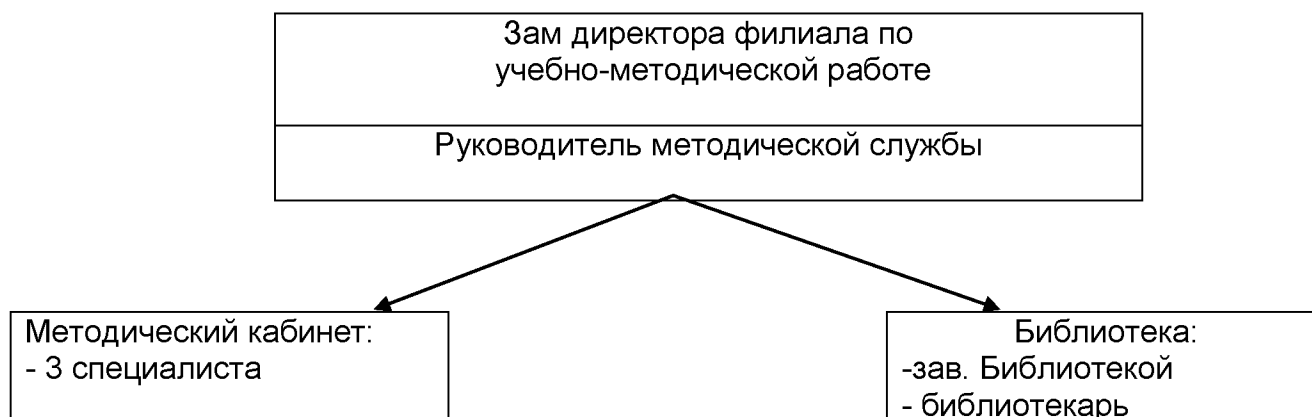 Зам директора филиала по
учебно-методической работе
Руководитель методической службы
Методический кабинет:
- 3 специалиста
Библиотека:
-зав. Библиотекой
- библиотекарь